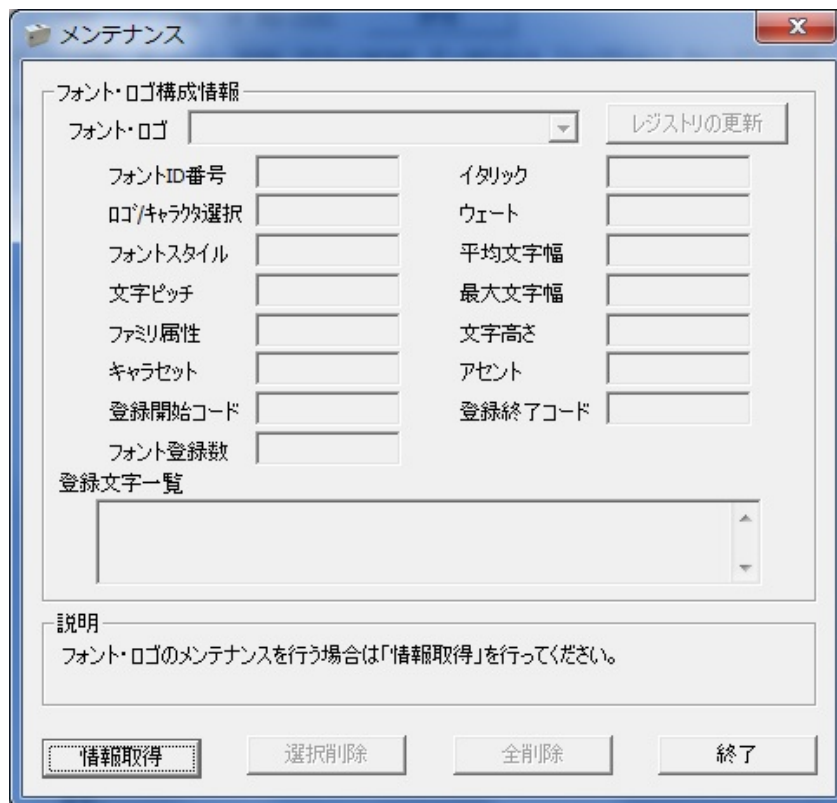 メンテナンス
フォント・ロゴ構成情報
フォント・ロゴ
レジストリの更新
フォントID番号
イタリック
ロゴ/キャラクタ選択
ウェート
フォントスタイル
平均文字幅
文字ピッチ
最大文字幅
ファミリ属性
文字高さ
キャラセット
アセント
登録開始コード
登録終了コード
フォント登録数
登録文字一覧
説明
フォント・ロゴのメンテナンスを行う場合は「情報取得」を行ってください。
情報取得
選択削除
全削除
終了